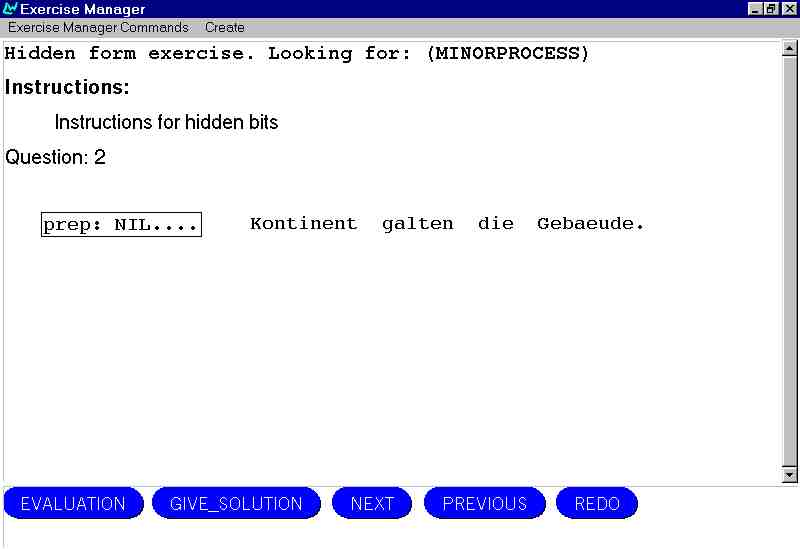 Exercise Manager
Exercise Manager Commands Create
Hidden form exercise. Looking for: (MINORPROCESS)
Instructions:
Instructions for hidden bits
Question: 2
prep: NIL.... Kontinent galten die Gebaeude.
EVALUATION GIVE_SOLUTION NEXT PREVIOUS REDO